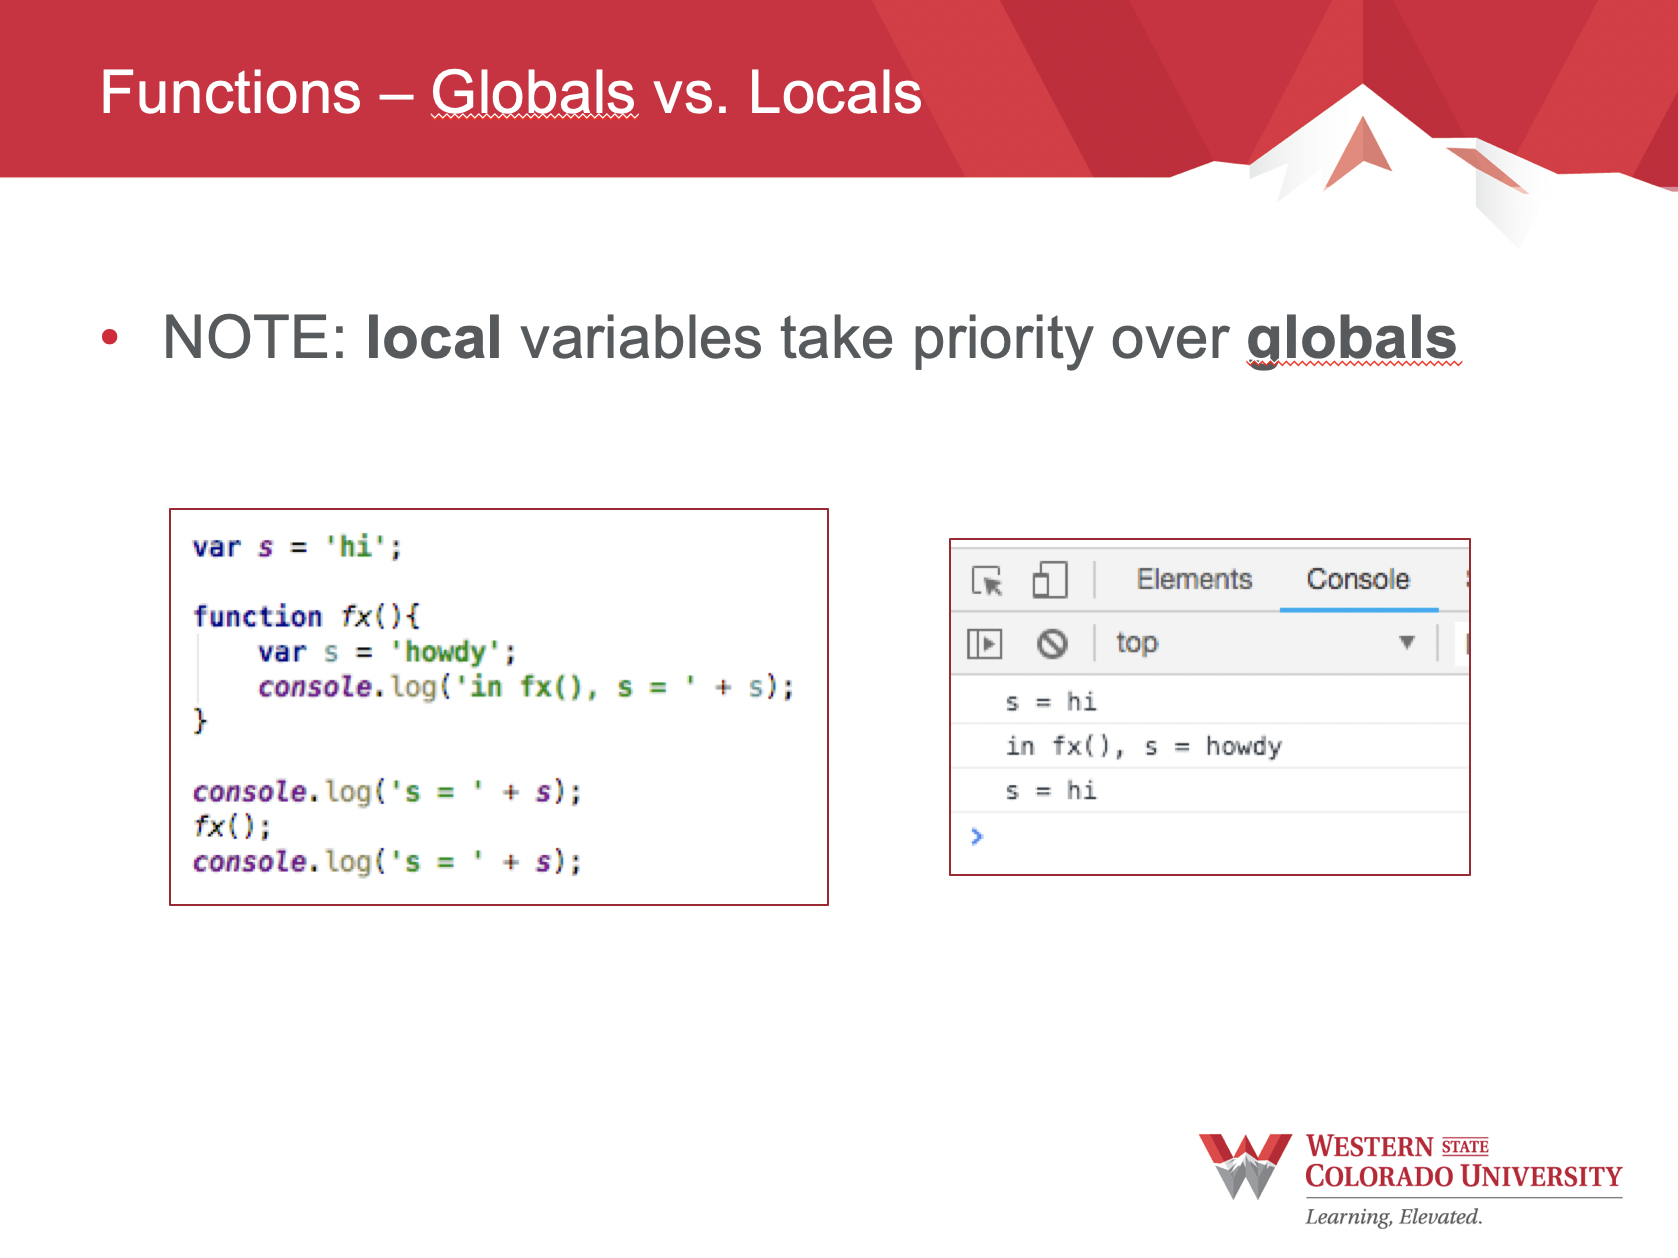 Functions – Globals vs. Locals
• NOTE: local variables take priority over globals
var s = 'hi';
function fx(){
    var s = 'howdy';
    console.log('in fx(), s = ' + s);
}
console.log('s = ' + s);
fx();
console.log('s = ' + s);
Elements Console
top
s = hi
in fx(), s = howdy
s = hi
>
WESTERN STATE
COLORADO UNIVERSITY
Learning, Elevated.